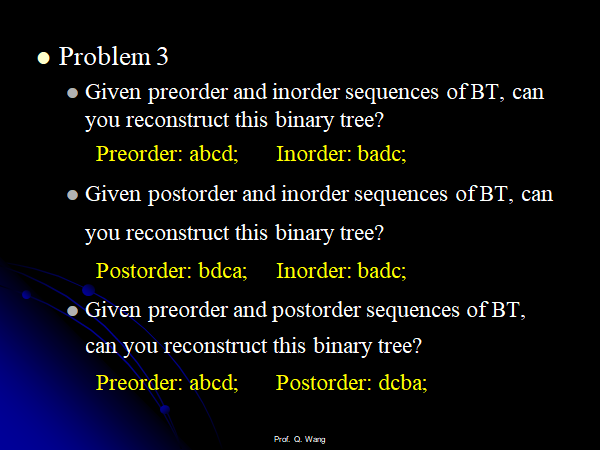 Problem 3
Given preorder and inorder sequences of BT, can
you reconstruct this binary tree?
Preorder: abcd; Inorder: badc;
Given postorder and inorder sequences of BT, can
you reconstruct this binary tree?
Postorder: bdca; Inorder: badc;
Given preorder and postorder sequences of BT,
can you reconstruct this binary tree?
Preorder: abcd; Postorder: dcba;
Prof. Q. Wang